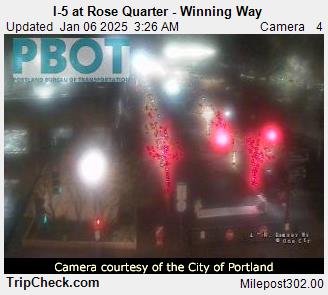 I-5 at Rose Quarter - Winning Way
Updated Jan 06 2025 3:26 AM Camera 4
PBOT
PORTLAND BUREAU OF TRANSPORTATION
Camera courtesy of the City of Portland
TripCheck.com Milepost302.00